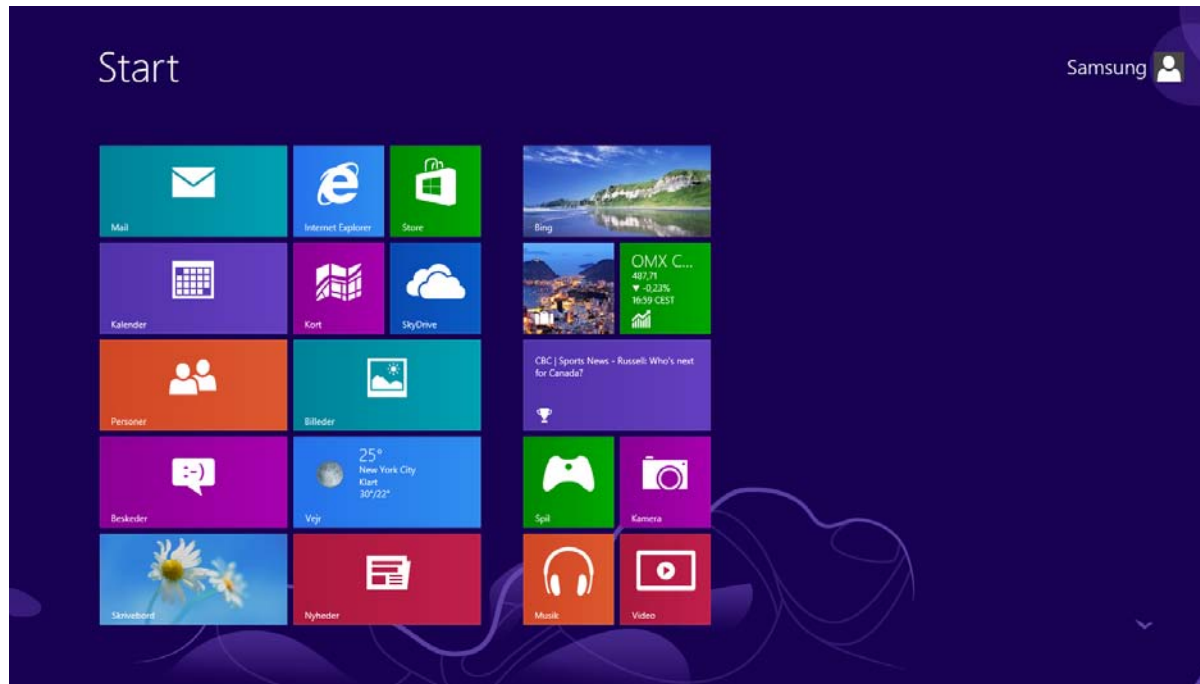 Start
Samsung
Mail
Internet Explorer
Store
Kalender
Kort
SkyDrive
Personer
Billeder
Beskeder
25°
New York City
Klart
30°/22°
Vejr
Skrivebord
Nyheder
Bing
OMX C...
487,71
▼ -0,23%
16:59 CEST
CBC | Sports News - Russell: Who's next
for Canada?
Spil
Kamera
Musik
Video